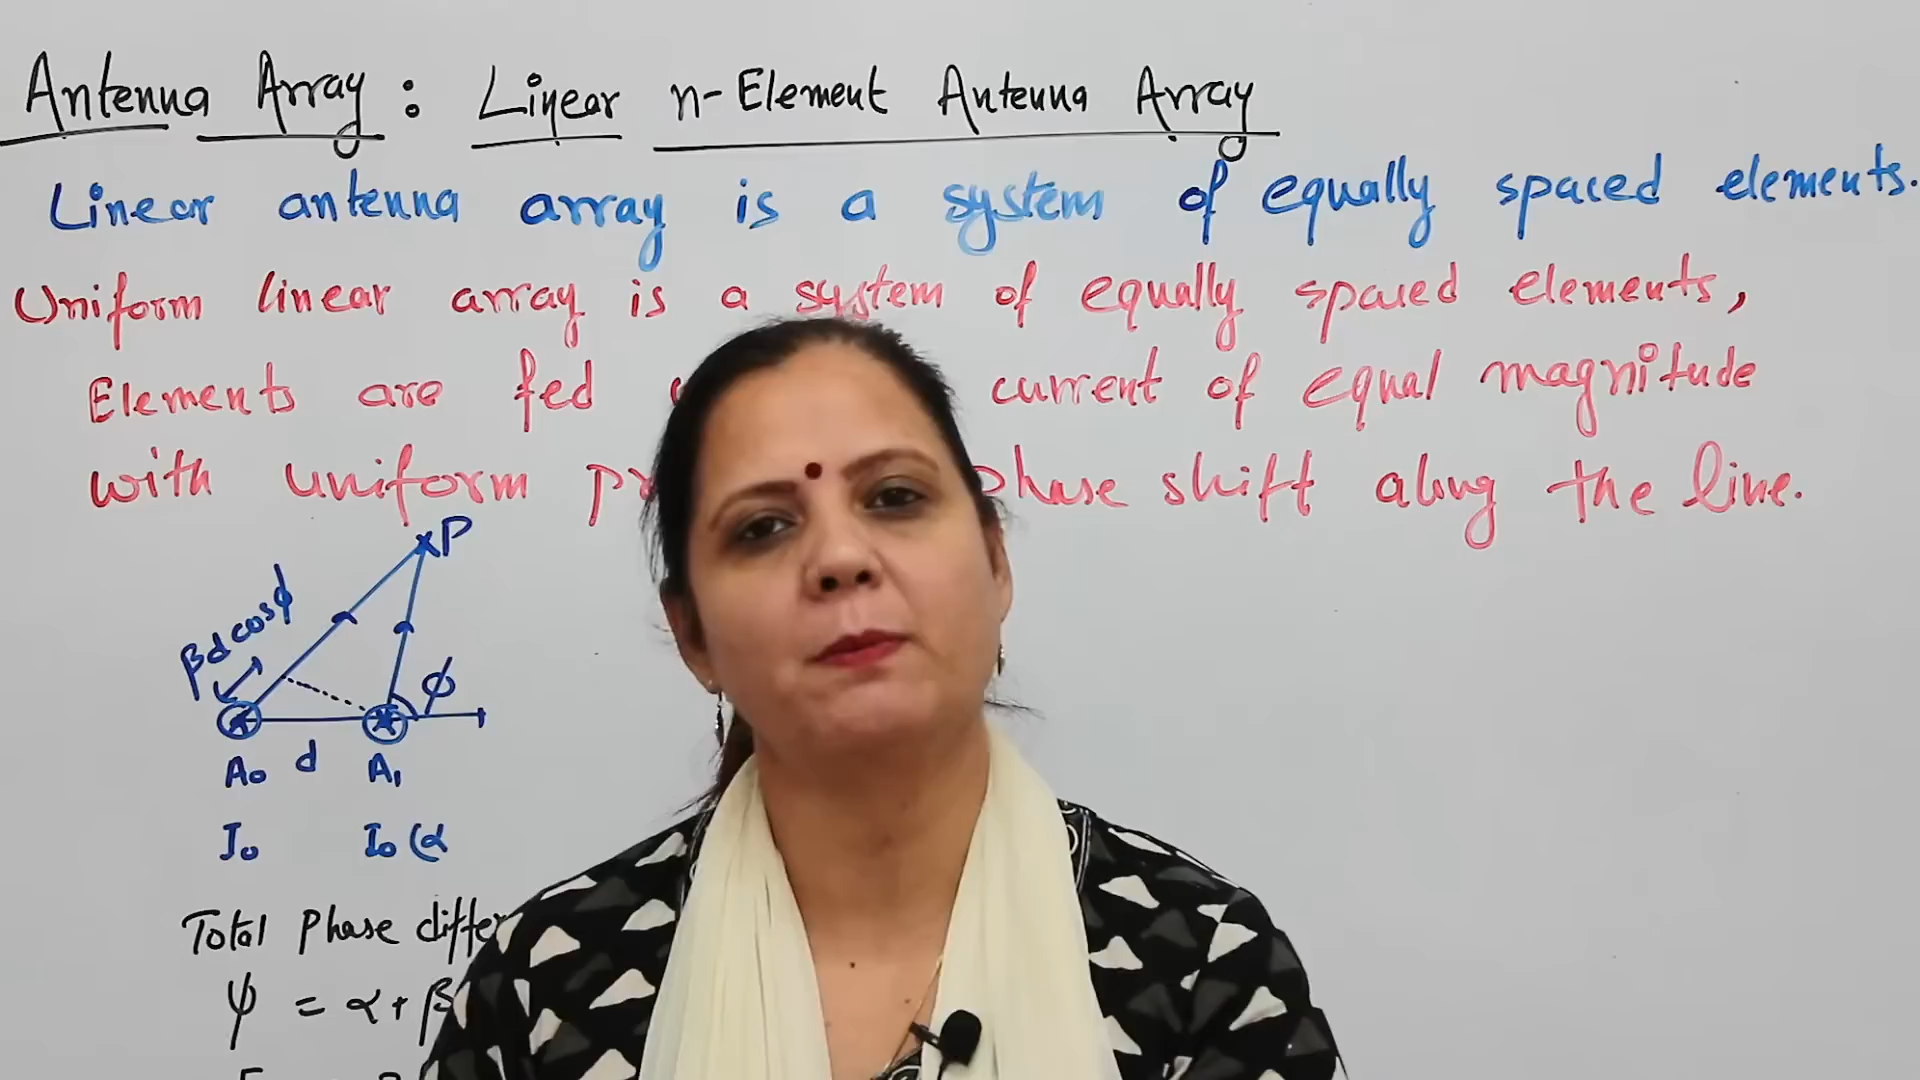 Antenna Array : Linear n-Element Antenna Array
Linear antenna array is a system of equally spaced elements.
Uniform linear array is a system of equally spaced elements,
Elements are fed current of equal magnitude
with uniform phase shift along the line.
P
βd cosϕ
ϕ
d
A₀ A₁
I₀ I₀ (α
Total Phase differ
ψ = α + β